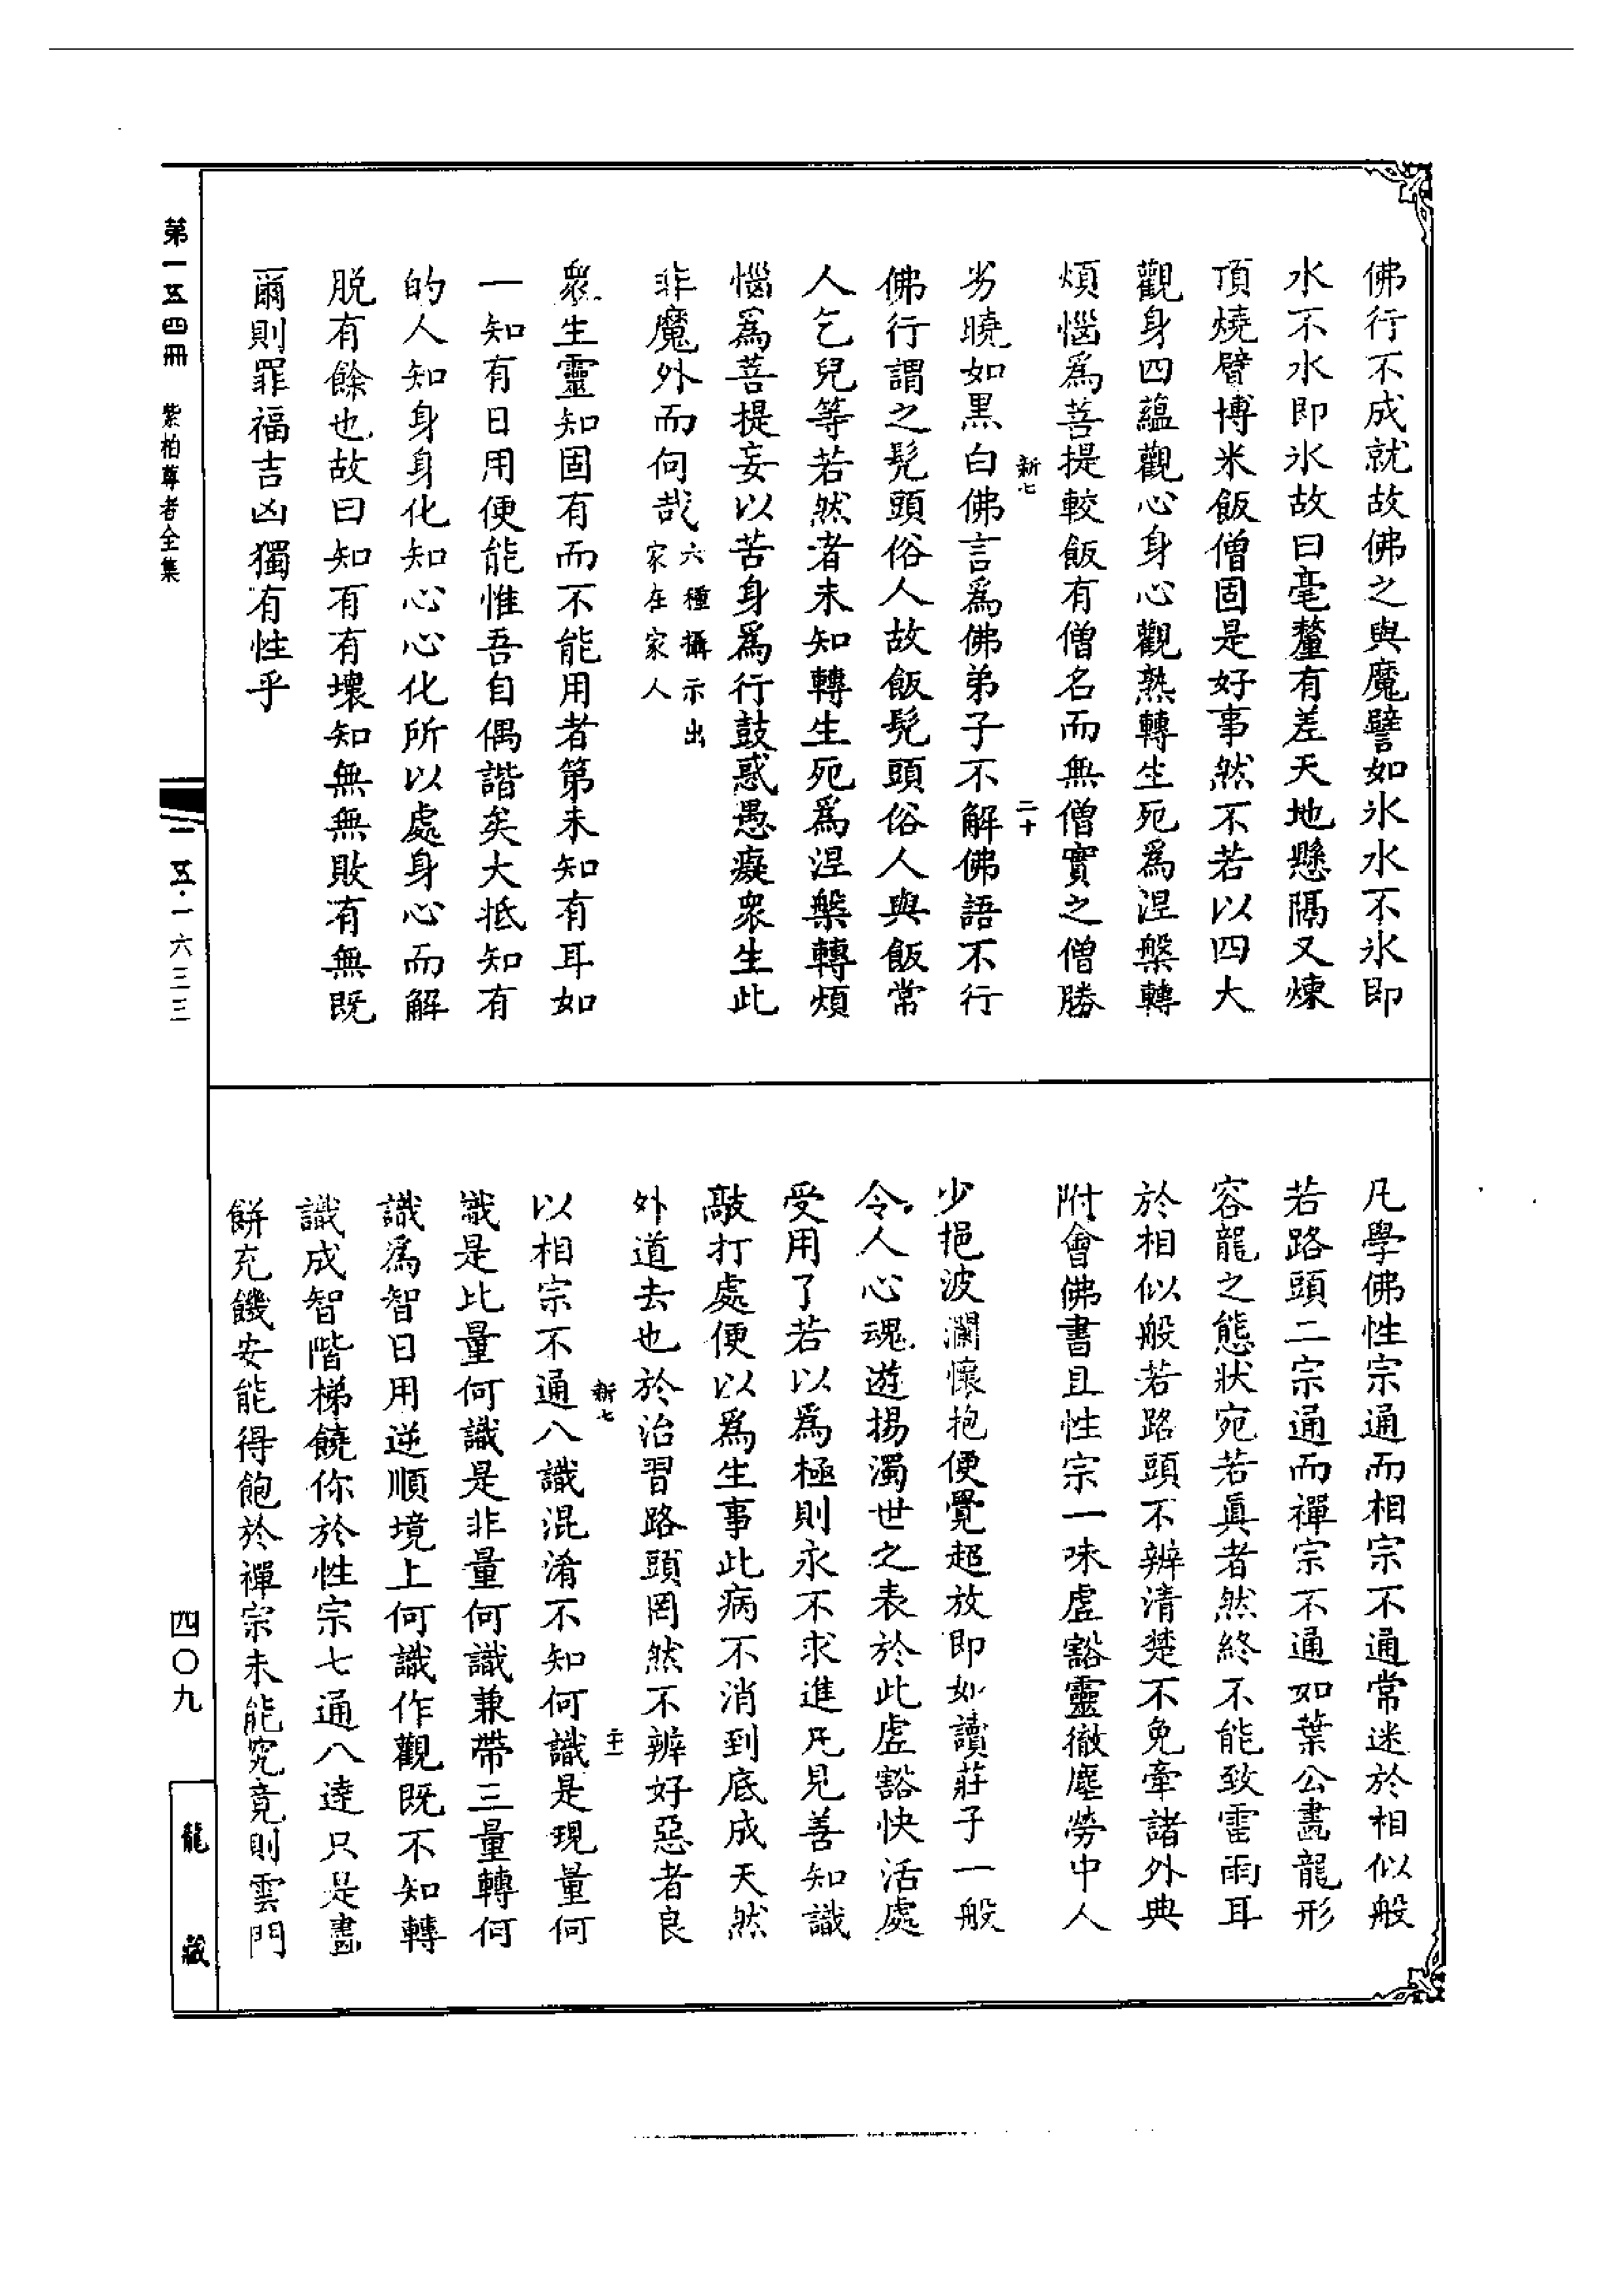 佛行不成就故佛之與魔譬如氷水不氷即
水不水即氷故曰毫釐有差天地懸隔又煉
頂燒臂博米飯僧固是好事然不若以四大
觀身四蘊觀心身心觀熟轉生死爲涅槃轉
煩惱爲菩提較飯有僧名而無僧實之僧勝
新七
二十
劣曉如黑白佛言爲佛弟子不解佛語不行
佛行謂之髡頭俗人故飯髡頭俗人與飯常
人乞兒等若然者未知轉生死爲涅槃轉煩
惱爲菩提妄以苦身爲行鼓惑愚癡衆生此
非魔外而何哉
六種攝示出
家在家人
衆生靈知固有而不能用者第未知有耳如
一知有日用便能惟吾自偶諧矣大抵知有
的人知身身化知心心化所以處身心而解
脱有餘也故曰知有有壞知無無敗有無既
爾則罪福吉凶獨有性乎
凡學佛性宗通而相宗不通常迷於相似般
若路頭二宗通而禪宗不通如葉公畫龍形
容龍之態狀宛若眞者然終不能致雷雨耳
於相似般若路頭不辨清楚不免牽諸外典
附會佛書且性宗一味虛豁靈徹塵勞中人
少挹波瀾懷抱便覺超放即如讀莊子一般
令人心魂遊揚濁世之表於此虛豁快活處
受用了若以爲極則永不求進凡見善知識
敲打處便以爲生事此病不消到底成天然
外道去也於治習路頭罔然不辨好惡者良
新七
二十一
以相宗不通八識混淆不知何識是現量何
識是比量何識是非量何識兼帶三量轉何
識爲智日用逆順境上何識作觀既不知轉
識成智階梯饒你於性宗七通八達只是畫
餅充饑安能得飽於禪宗未能究竟則雲門
第一五四冊 紫柏尊者全集
一五·一六三三
四〇九
龍藏